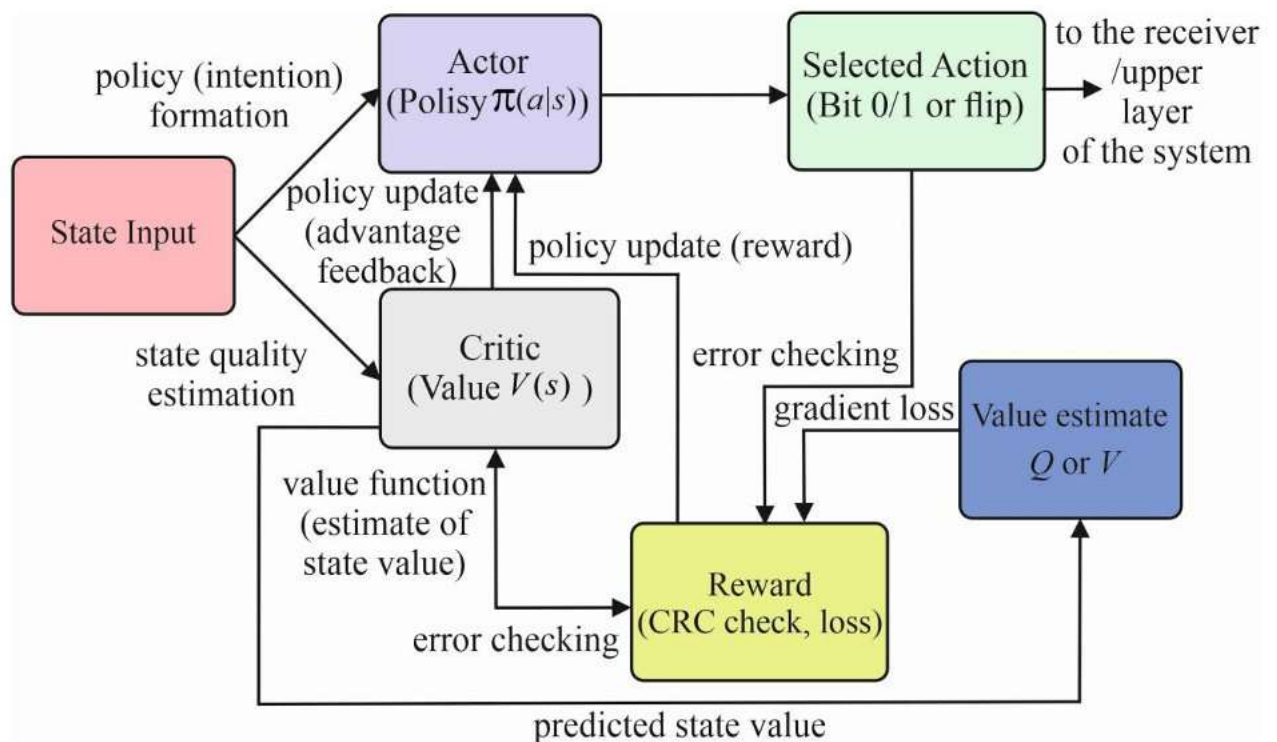 policy (intention)
formation
Actor
(Polisy π(a|s))
Selected Action
(Bit 0/1 or flip)
to the receiver
/upper
layer
of the system
State Input
policy update
(advantage
feedback)
policy update (reward)
state quality
estimation
Critic
(Value V(s) )
error checking
gradient loss
Value estimate
Q or V
value function
(estimate of
state value)
error checking
Reward
(CRC check, loss)
predicted state value